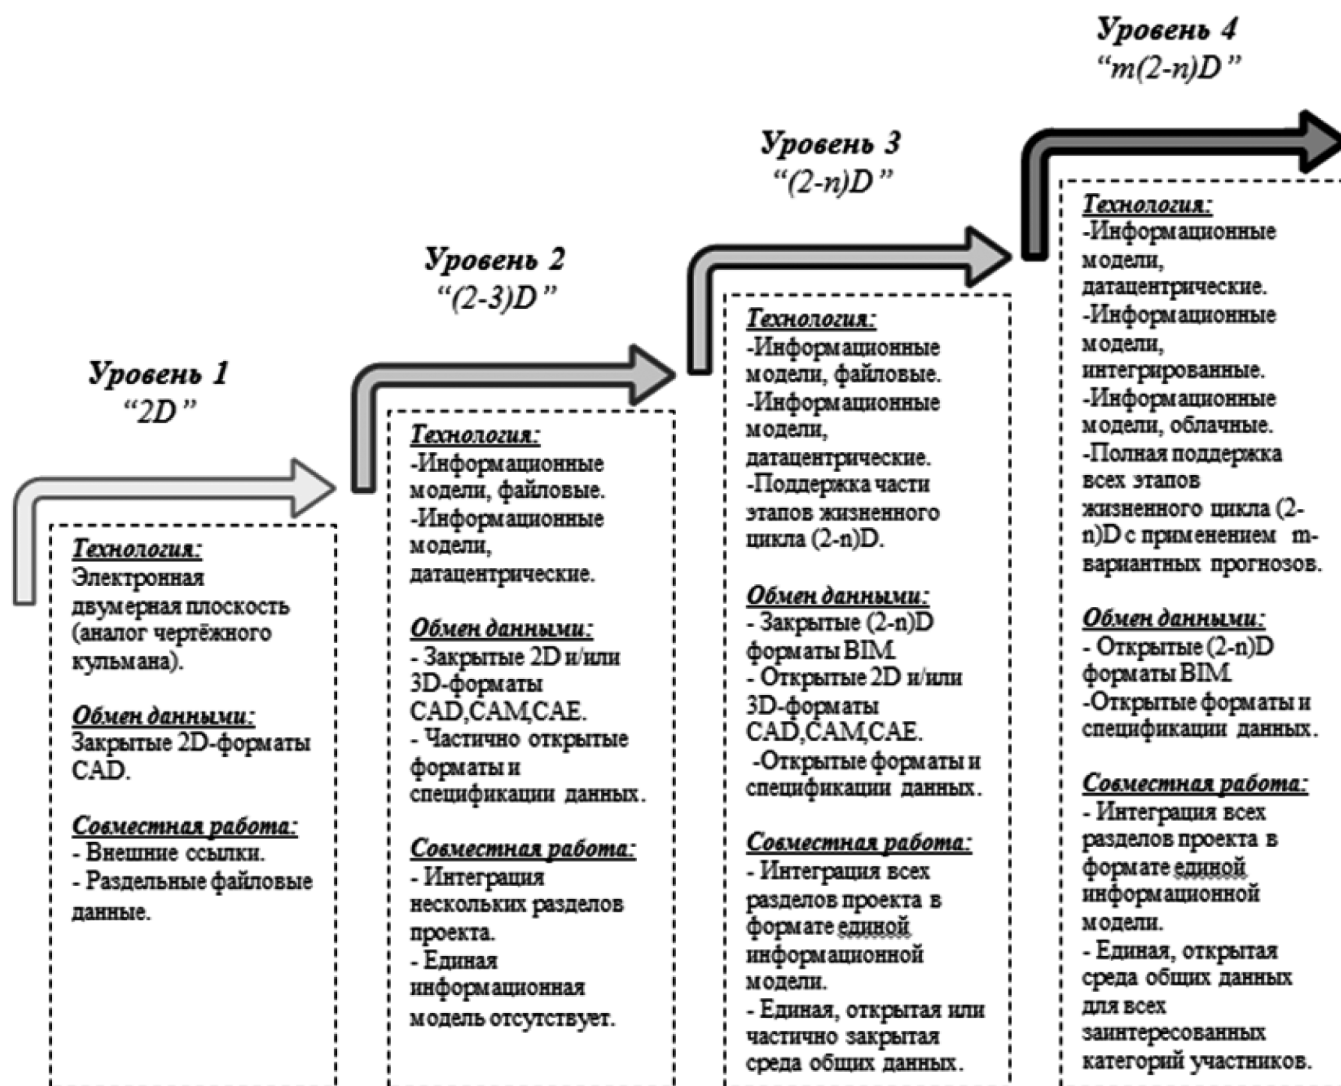 Уровень 1
“2D”
Технология:
Электронная
двумерная плоскость
(аналог чертёжного
кульмана).
Обмен данными:
Закрытые 2D-форматы
CAD.
Совместная работа:
- Внешние ссылки.
- Раздельные файловые
данные.
Уровень 2
“(2-3)D”
Технология:
-Информационные
модели, файловые.
-Информационные
модели,
датацентрические.
Обмен данными:
- Закрытые 2D и/или
3D-форматы
CAD,CAM,CAE.
- Частично открытые
форматы и
спецификации данных.
Совместная работа:
- Интеграция
нескольких разделов
проекта.
- Единая
информационная
модель отсутствует.
Уровень 3
“(2-n)D”
Технология:
-Информационные
модели, файловые.
-Информационные
модели,
датацентрические.
-Поддержка части
этапов жизненного
цикла (2-n)D.
Обмен данными:
- Закрытые (2-n)D
форматы BIM.
- Открытые 2D и/или
3D-форматы
CAD,CAM,CAE.
-Открытые форматы и
спецификации данных.
Совместная работа:
- Интеграция всех
разделов проекта в
формате единой
информационной
модели.
- Единая, открытая или
частично закрытая
среда общих данных.
Уровень 4
“m(2-n)D”
Технология:
-Информационные
модели,
датацентрические.
-Информационные
модели,
интегрированные.
-Информационные
модели, облачные.
-Полная поддержка
всех этапов
жизненного цикла (2-
n)D с применением m-
вариантных прогнозов.
Обмен данными:
- Открытые (2-n)D
форматы BIM.
-Открытые форматы и
спецификации данных.
Совместная работа:
- Интеграция всех
разделов проекта в
формате единой
информационной
модели.
- Единая, открытая
среда общих данных
для всех
заинтересованных
категорий участников.